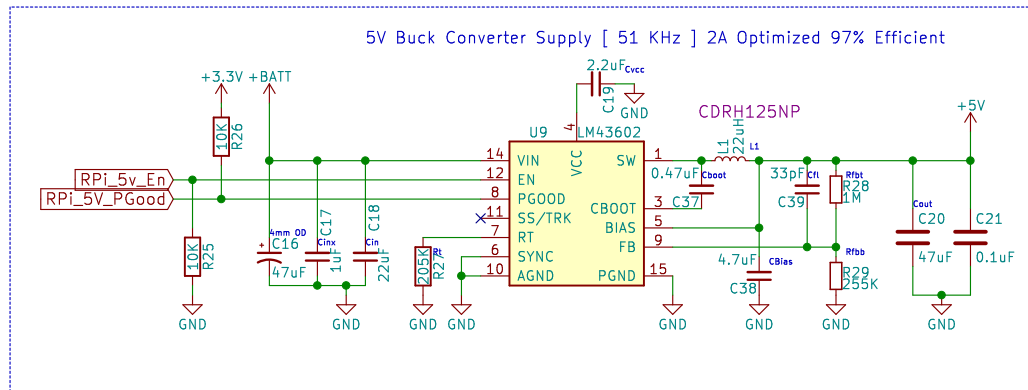 5V Buck Converter Supply [ 51 KHz ] 2A Optimized 97% Efficient
+3.3V
+BATT
2.2uF
Cvcc
C19
GND
CDRH125NP
+5V
10K
R26
U9
LM43602
4
VCC
L1
22uH
L1
RPi_5v_En
RPi_5V_PGood
14
VIN
12
EN
8
PGOOD
11
SS/TRK
7
RT
6
SYNC
10
AGND
SW
1
CBOOT
3
BIAS
5
FB
9
PGND
15
0.47uF
Cboot
C37
33pF
Cfl
C39
Rfbt
R28
1M
Cout
C20
47uF
C21
0.1uF
10K
R25
4mm OD
C16
47uF
Cinx
C17
1uF
Cin
C18
22uF
Rt
205K
R27
4.7uF
CBias
C38
Rfbb
R29
255K
GND
GND
GND
GND
GND
GND
GND
GND